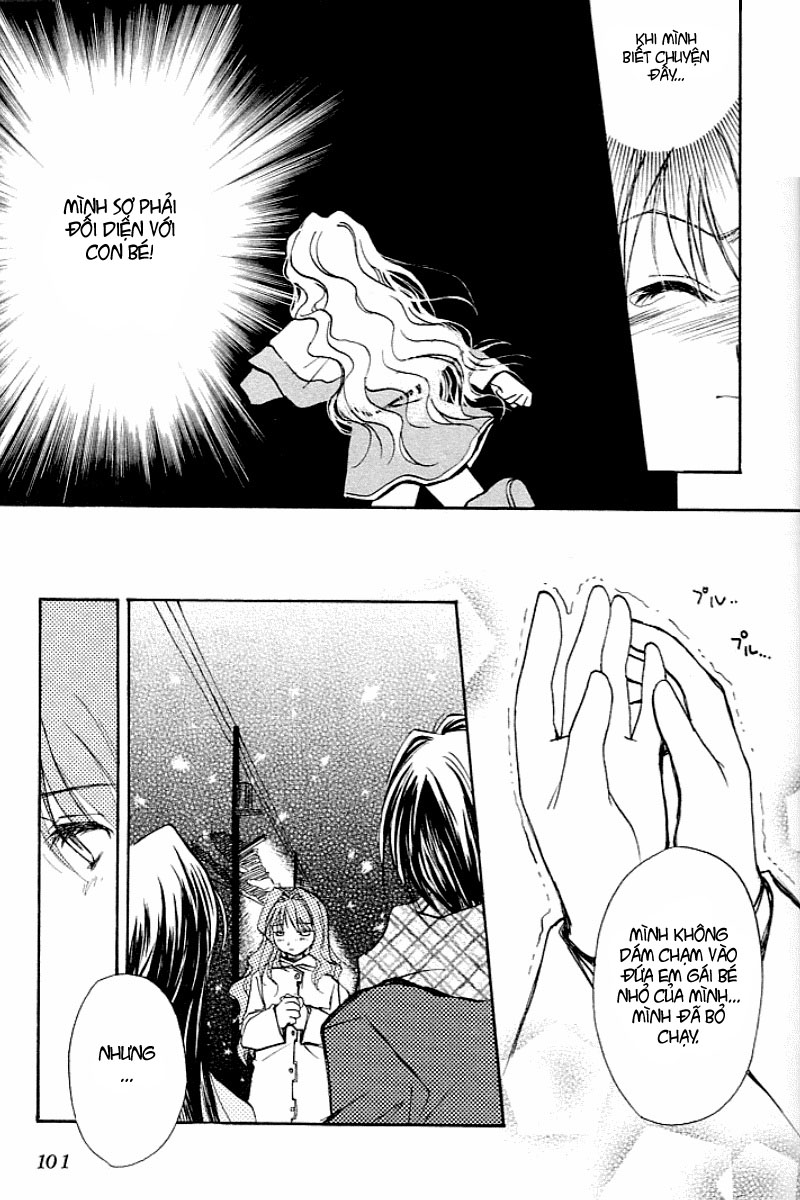 KHI MÌNH
BIẾT CHUYỆN
ĐẤY...
MÌNH SỢ PHẢI
ĐỐI DIỆN VỚI
CON BÉ!
プル..
プル...
MÌNH KHÔNG
DÁM CHẠM VÀO
ĐỨA EM GÁI BÉ
NHỎ CỦA MÌNH...
MÌNH ĐÃ BỎ
CHẠY.
NHƯNG
...
101